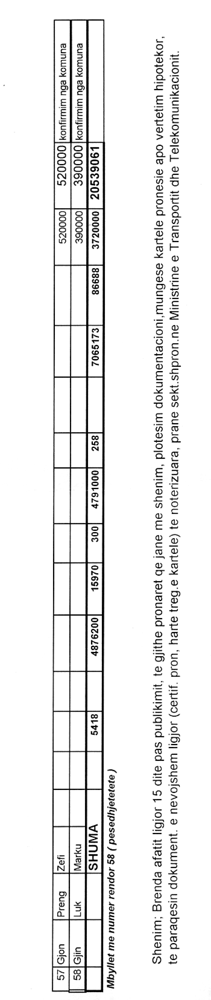 57 Gjon Preng Zefi 520000 520000 konfirmim nga komuna
58 Gjin Luk Marku 390000 390000 konfirmim nga komuna
SHUMA 5418 4876200 15970 300 4791000 258 7065173 86688 3720000 20539061
Mbyllet me numer rendor 58 ( pesedhjetetete )
Shenim; Brenda afatit ligjor 15 dite pas publikimit, te gjithe pronaret qe jane me shenim, plotesim dokumentacioni,mungese kartele pronesie apo vertetim hipotekor,
te paraqesin dokument. e nevojshem ligjor (certif. pron, harte treg.e kartele) te noterizuara, prane sekt.shpron.ne Ministrine e Transportit dhe Telekomunikacionit.